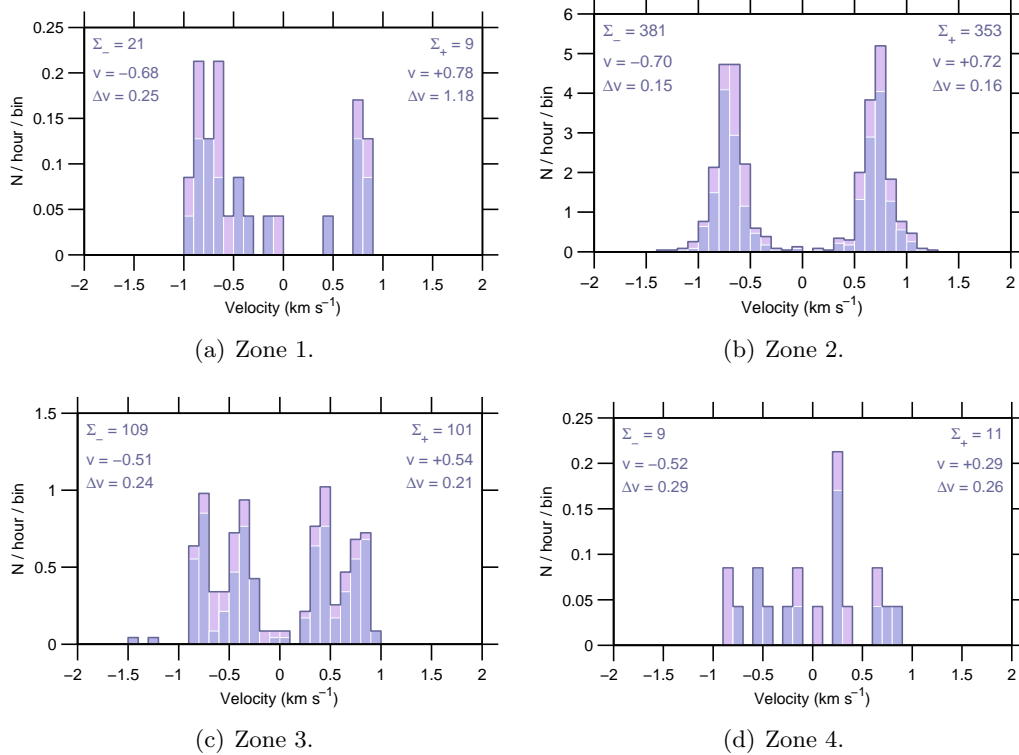 0.25
0.2
0.15
0.1
0.05
0
N / hour / bin
Σ₋ = 21
v = −0.68
Δv 0.25
Σ₊ = 9
v = +0.78
Δv = 1.18
−2 −1.5 −1 −0.5 0 0.5 1 1.5 2
Velocity (km s⁻¹)
(a) Zone 1.
6
5
4
3
2
1
0
N / hour / bin
Σ₋ = 381
v = −0.70
Δv = 0.15
Σ₊ = 353
v = +0.72
Δv = 0.16
−2 −1.5 −1 −0.5 0 0.5 1 1.5 2
Velocity (km s⁻¹)
(b) Zone 2.
1.5
1
0.5
0
N / hour / bin
Σ₋ = 109
v = −0.51
Δv = 0.24
Σ₊ = 101
v = +0.54
Δv = 0.21
−2 −1.5 −1 −0.5 0 0.5 1 1.5 2
Velocity (km s⁻¹)
(c) Zone 3.
0.25
0.2
0.15
0.1
0.05
0
N / hour / bin
Σ₋ = 9
v = −0.52
Δv = 0.29
Σ₊ = 11
v = +0.29
Δv = 0.26
−2 −1.5 −1 −0.5 0 0.5 1 1.5 2
Velocity (km s⁻¹)
(d) Zone 4.